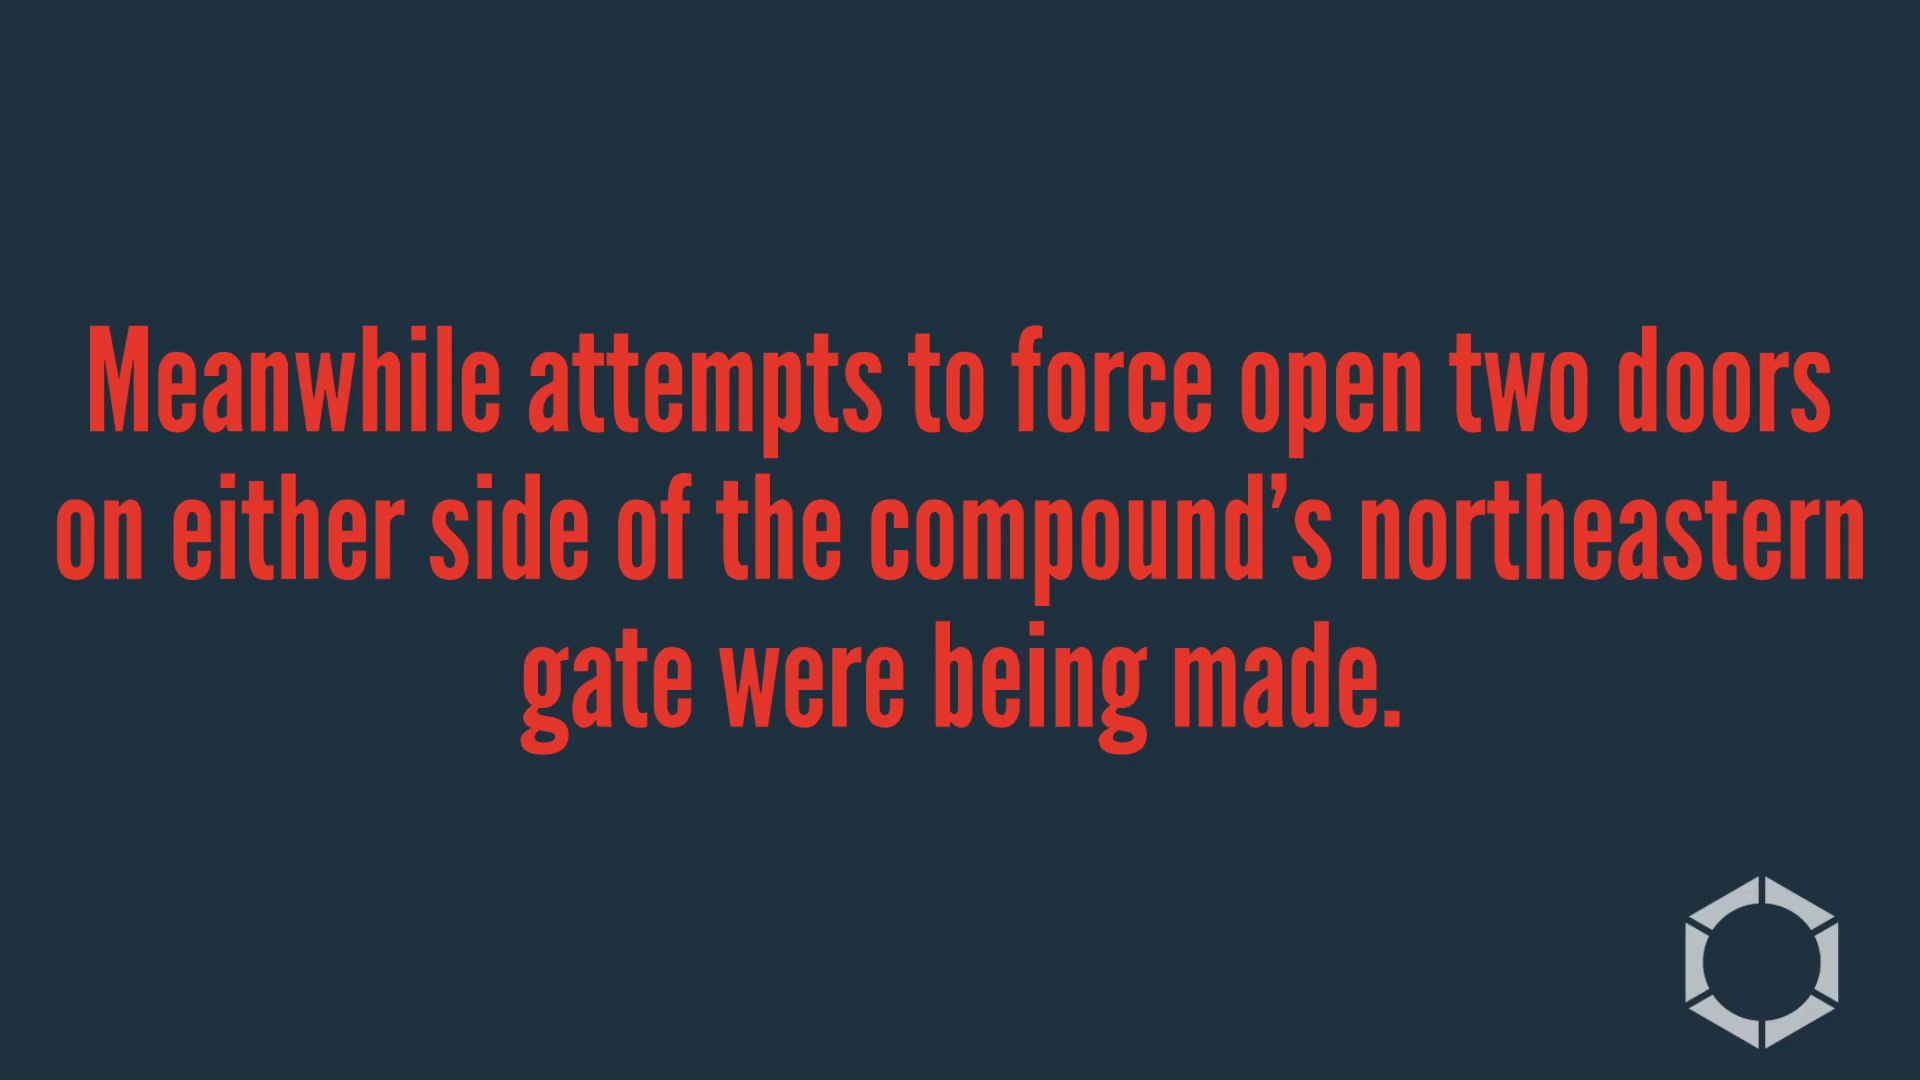 Meanwhile attempts to force open two doors
on either side of the compound’s northeastern
gate were being made.